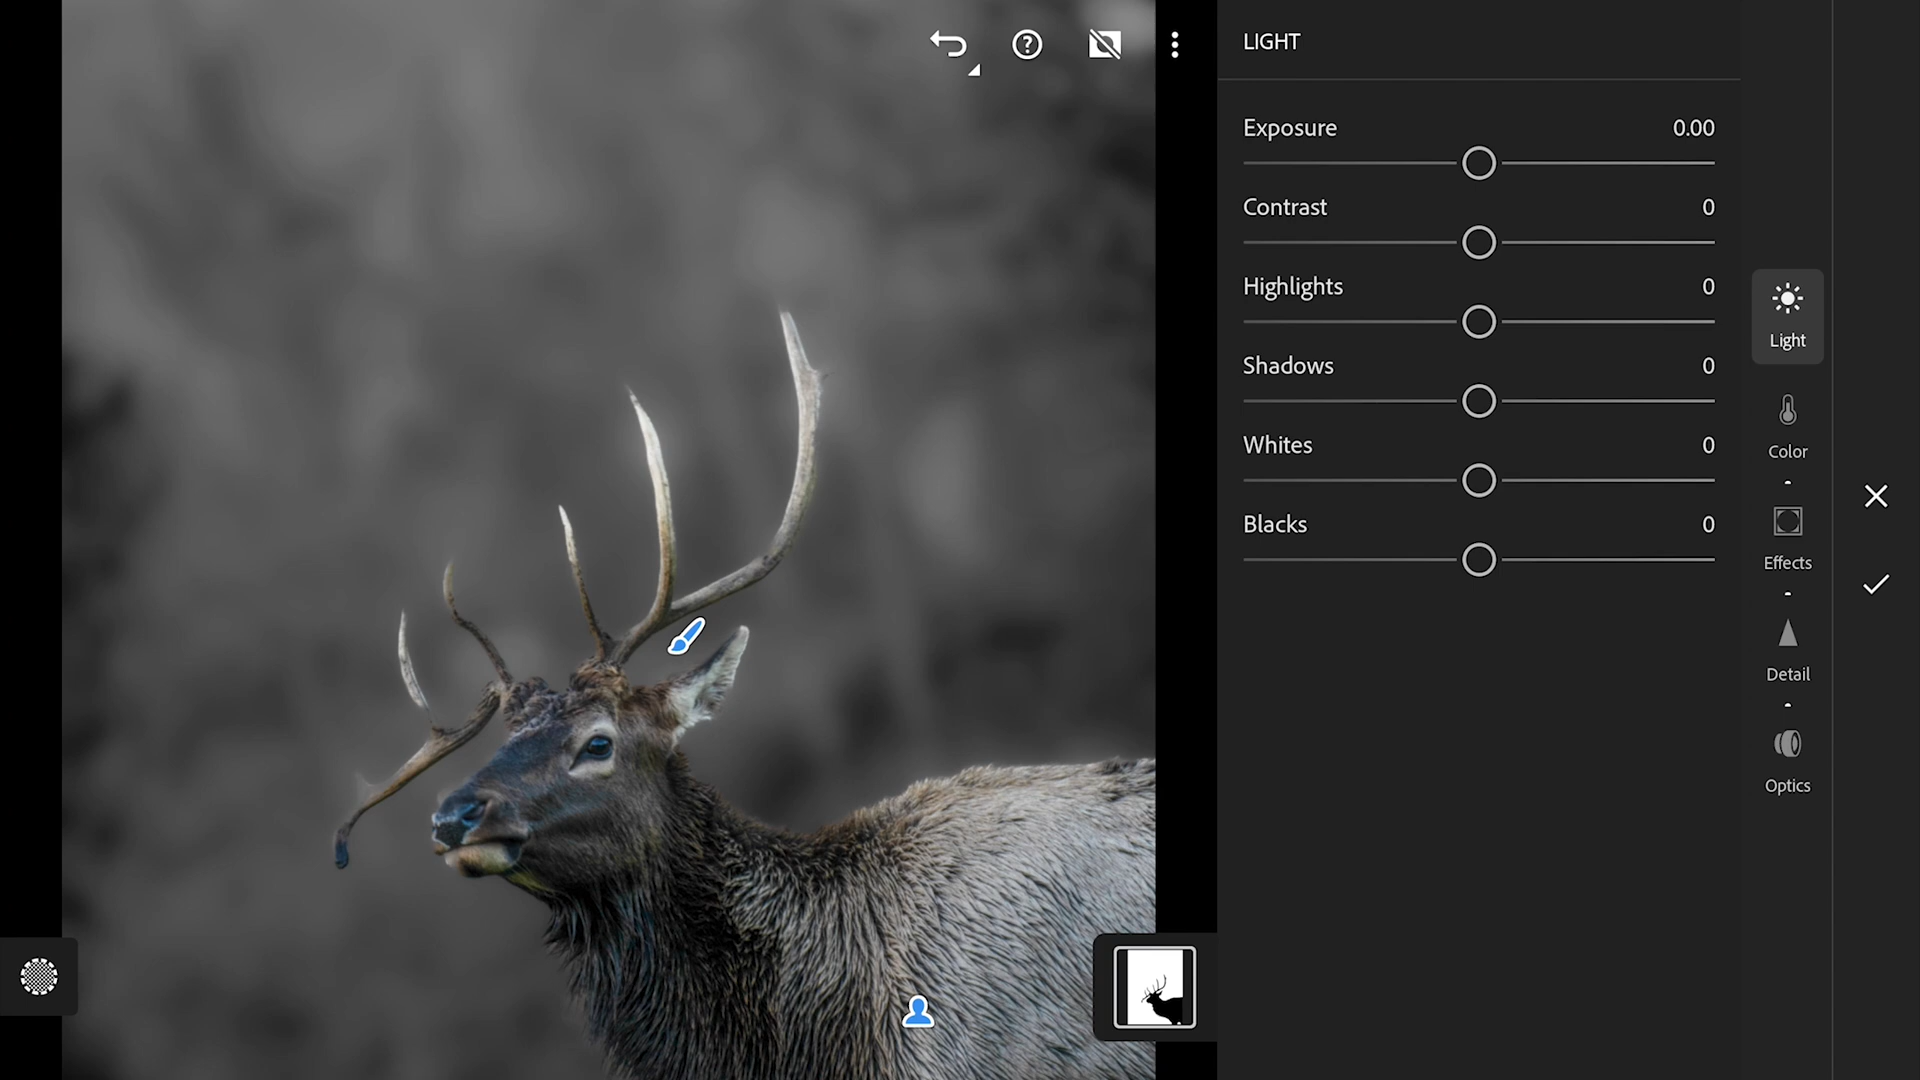 LIGHT
Exposure 0.00
Contrast 0
Highlights 0
Shadows 0
Whites 0
Blacks 0
Light
Color
Effects
Detail
Optics